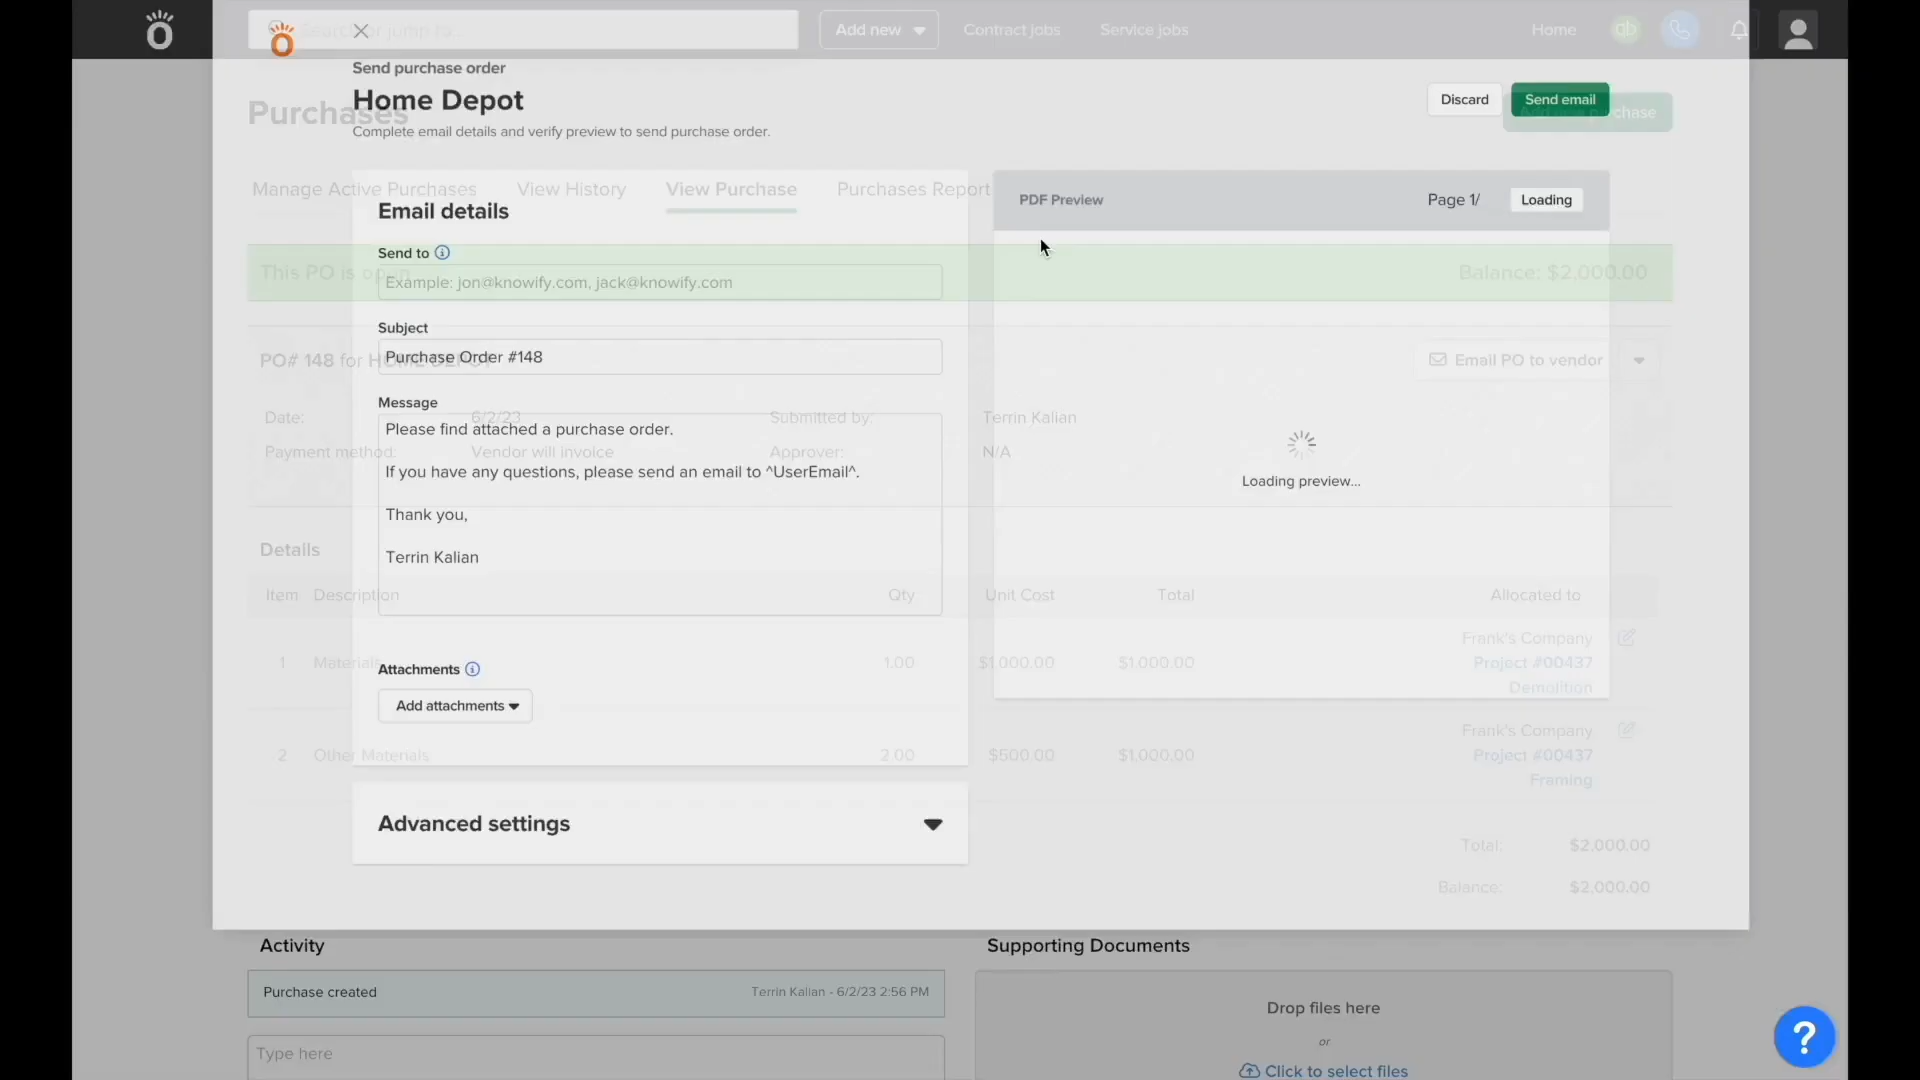 Search or jump to...
Add new
Contract jobs
Service jobs
Home
qb
Send purchase order
Home Depot
Complete email details and verify preview to send purchase order.
Discard
Send email
Purchases
Manage Active Purchases
View History
View Purchase
Purchases Report
Email details
PDF Preview
Page 1/
Loading
Send to
Example: jon@knowify.com, jack@knowify.com
This PO is open
Balance: $2,000.00
Subject
Purchase Order #148
PO# 148 for HOME DEPOT
Email PO to vendor
Message
Please find attached a purchase order.
If you have any questions, please send an email to ^UserEmail^.
Thank you,
Terrin Kalian
Date:
6/2/23
Submitted by:
Terrin Kalian
Payment method:
Vendor will invoice
Approver:
N/A
Loading preview...
Details
Item
Description
Qty
Unit Cost
Total
Allocated to
1
Materials
1.00
$1,000.00
$1,000.00
Frank's Company
Project #00437
Demolition
Attachments
Add attachments
2
Other Materials
2.00
$500.00
$1,000.00
Frank's Company
Project #00437
Framing
Advanced settings
Total:
$2,000.00
Balance:
$2,000.00
Activity
Supporting Documents
Purchase created
Terrin Kalian - 6/2/23 2:56 PM
Type here
Drop files here
or
Click to select files
?